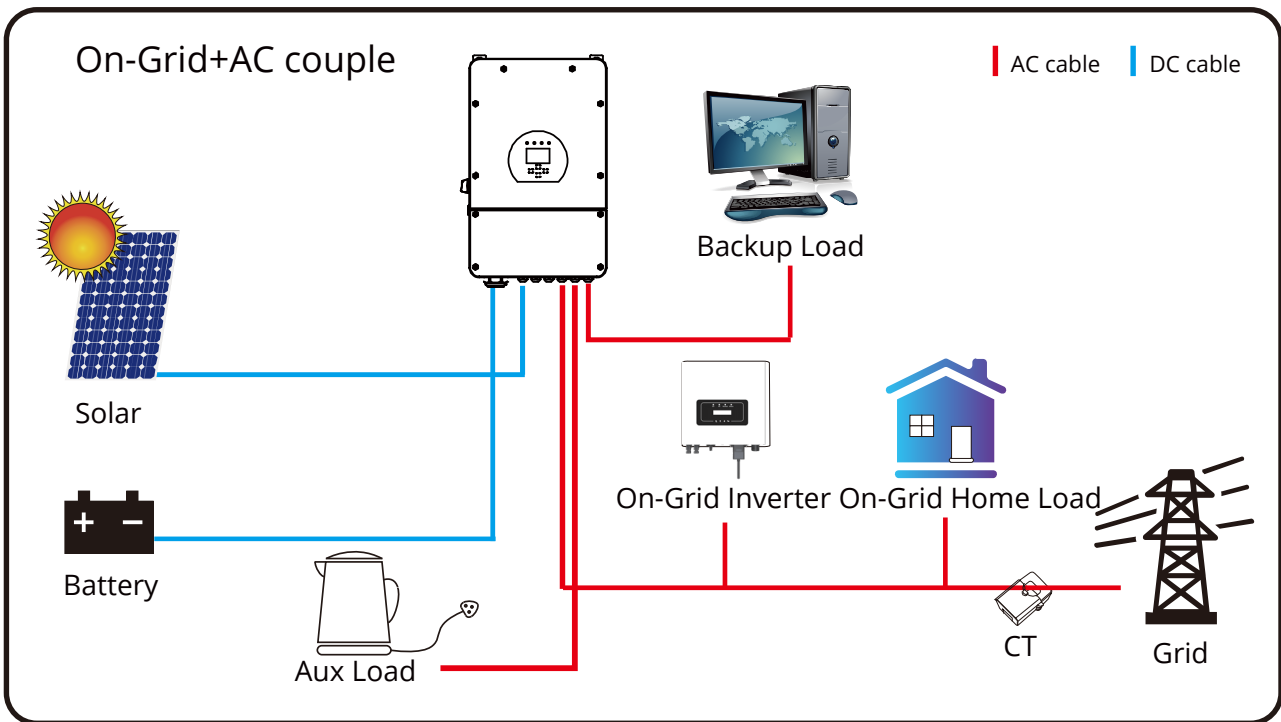 On-Grid+AC couple
AC cable
DC cable
Backup Load
Solar
On-Grid Inverter
On-Grid Home Load
Battery
+ −
Aux Load
CT
Grid